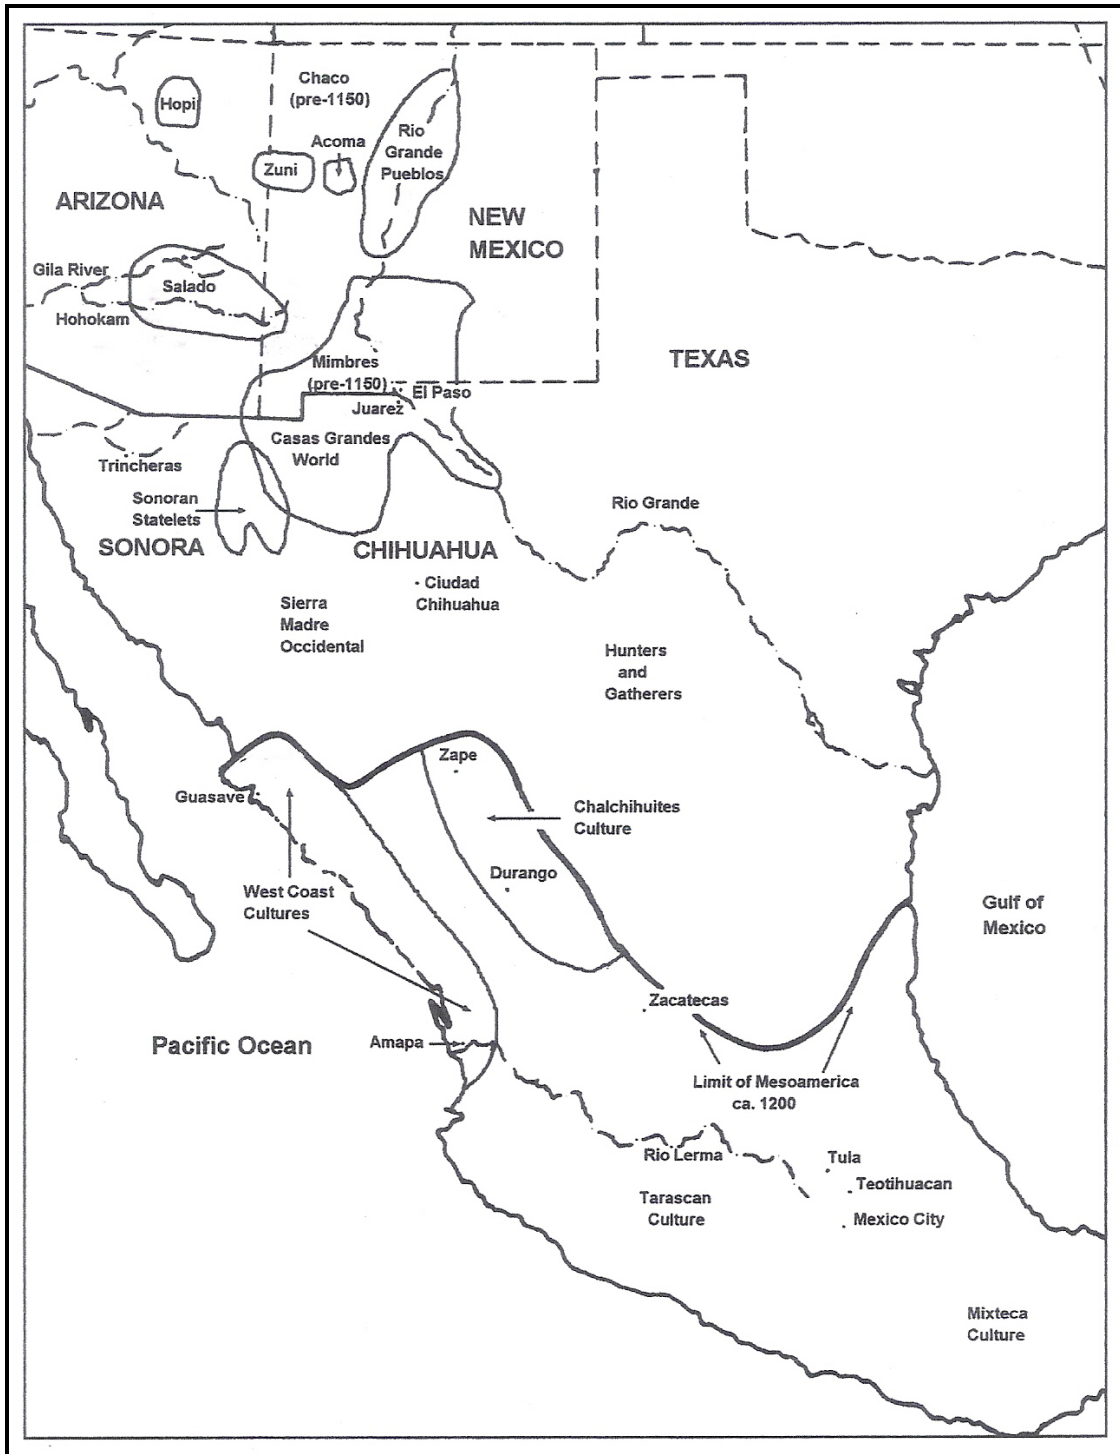 Chaco
(pre-1150)
Hopi
Acoma
Rio
Grande
Pueblos
Zuni
ARIZONA
NEW
MEXICO
Gila River
Salado
Hohokam
TEXAS
Mimbres
(pre-1150)
El Paso
Juarez
Casas Grandes
World
Trincheras
Sonoran
Statelets
SONORA
CHIHUAHUA
Rio Grande
Ciudad
Chihuahua
Sierra
Madre
Occidental
Hunters
and
Gatherers
Zape
Guasave
Chalchihuites
Culture
Durango
West Coast
Cultures
Gulf of
Mexico
Zacatecas
Pacific Ocean
Amapa
Limit of Mesoamerica
ca. 1200
Rio Lerma
Tula
Teotihuacan
Tarascan
Culture
Mexico City
Mixteca
Culture